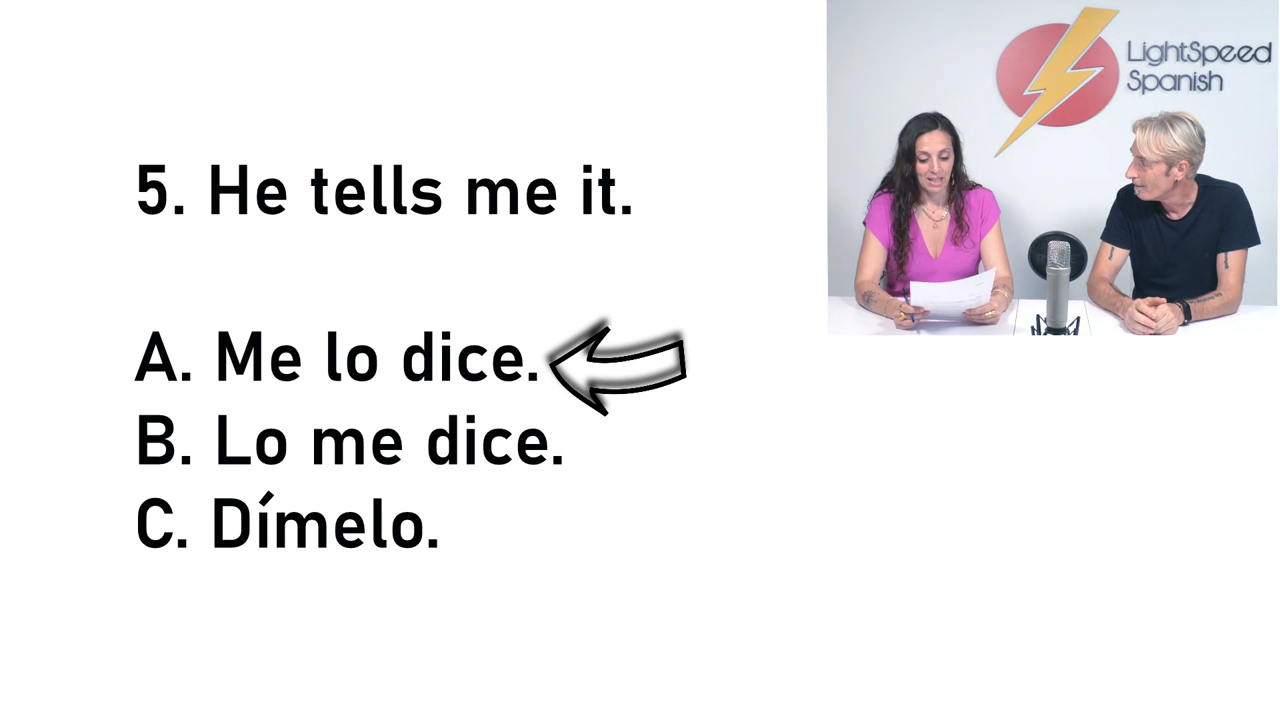 LightSpeed
Spanish
5. He tells me it.
A. Me lo dice.
B. Lo me dice.
C. Dímelo.